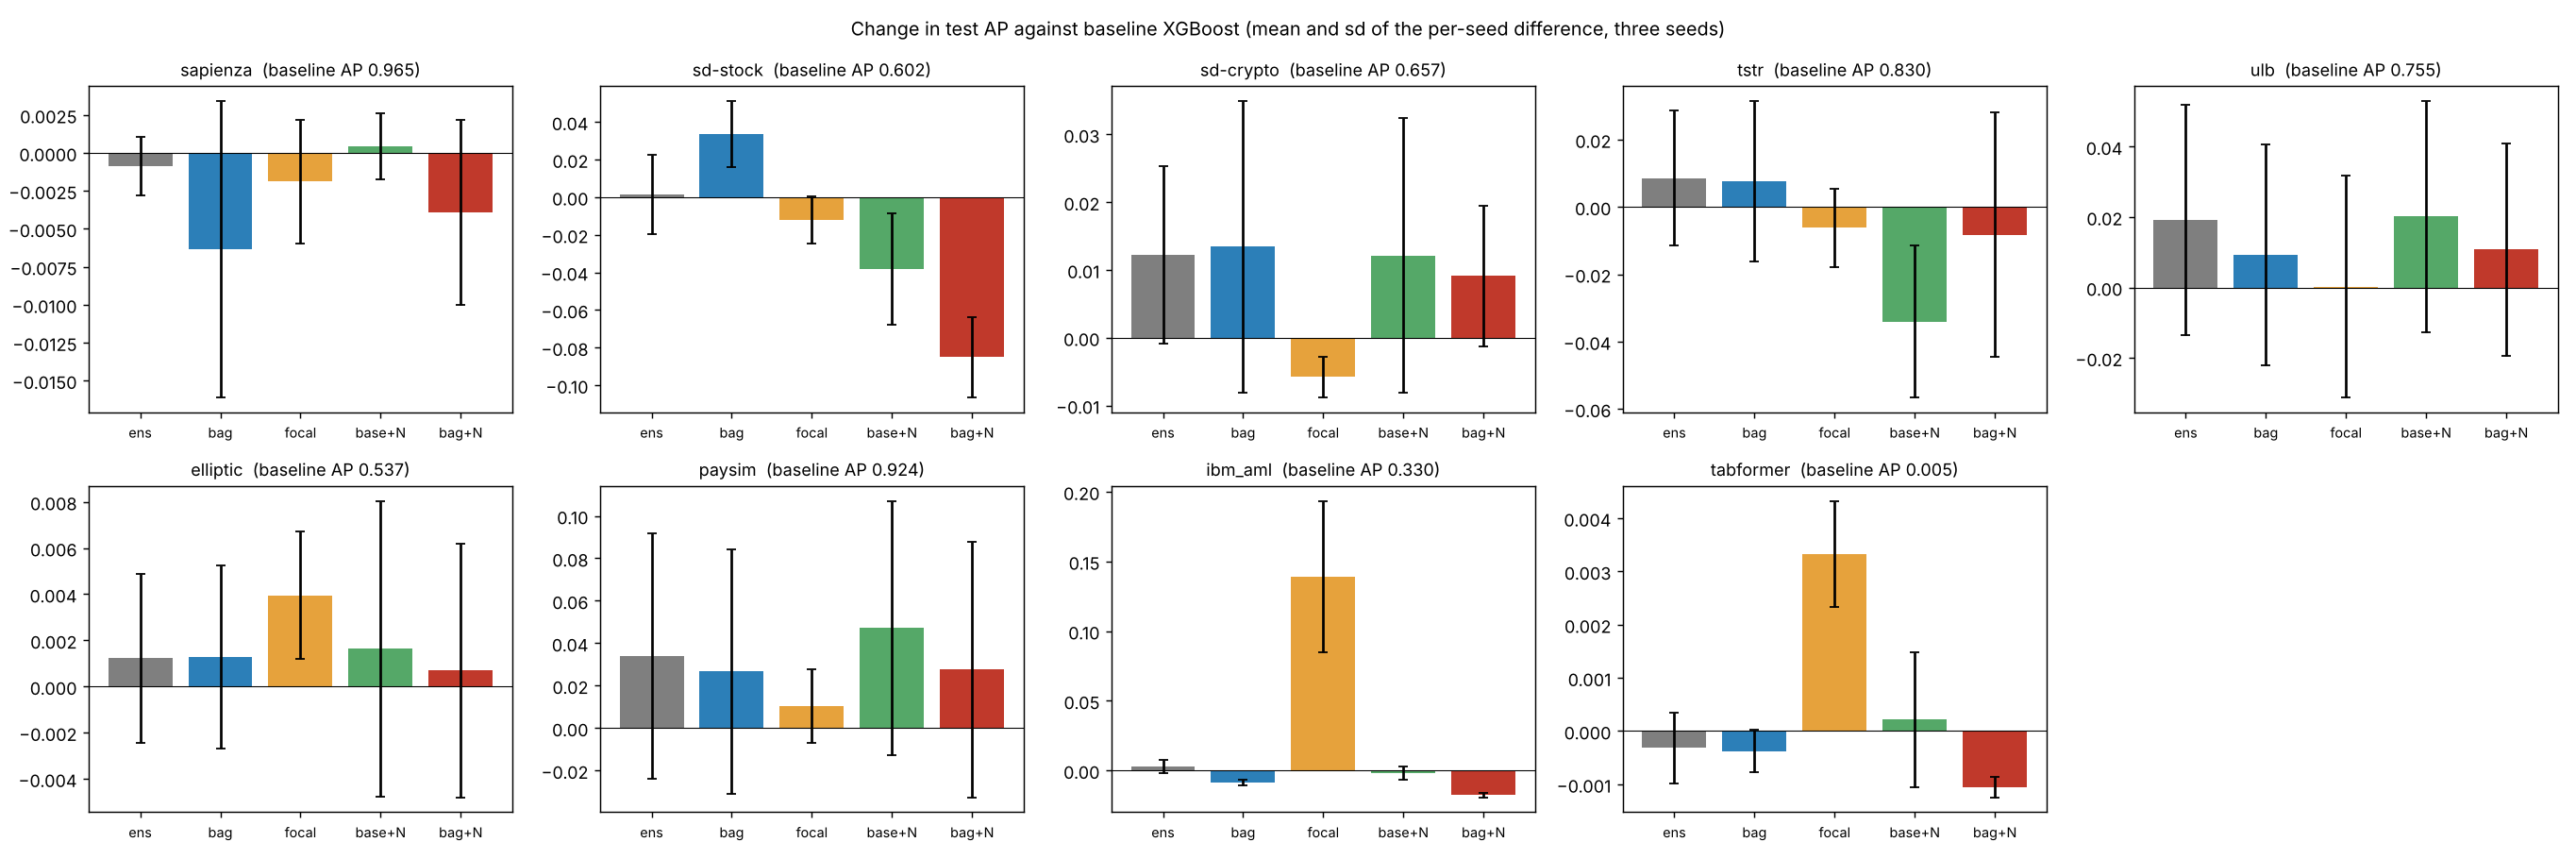 Change in test AP against baseline XGBoost (mean and sd of the per-seed difference, three seeds)
sapienza (baseline AP 0.965)
0.0025
0.0000
−0.0025
−0.0050
−0.0075
−0.0100
−0.0125
−0.0150
ens bag focal base+N bag+N
sd-stock (baseline AP 0.602)
0.04
0.02
0.00
−0.02
−0.04
−0.06
−0.08
−0.10
ens bag focal base+N bag+N
sd-crypto (baseline AP 0.657)
0.03
0.02
0.01
0.00
−0.01
ens bag focal base+N bag+N
tstr (baseline AP 0.830)
0.02
0.00
−0.02
−0.04
−0.06
ens bag focal base+N bag+N
ulb (baseline AP 0.755)
0.04
0.02
0.00
−0.02
ens bag focal base+N bag+N
elliptic (baseline AP 0.537)
0.008
0.006
0.004
0.002
0.000
−0.002
−0.004
ens bag focal base+N bag+N
paysim (baseline AP 0.924)
0.10
0.08
0.06
0.04
0.02
0.00
−0.02
ens bag focal base+N bag+N
ibm_aml (baseline AP 0.330)
0.20
0.15
0.10
0.05
0.00
ens bag focal base+N bag+N
tabformer (baseline AP 0.005)
0.004
0.003
0.002
0.001
0.000
−0.001
ens bag focal base+N bag+N